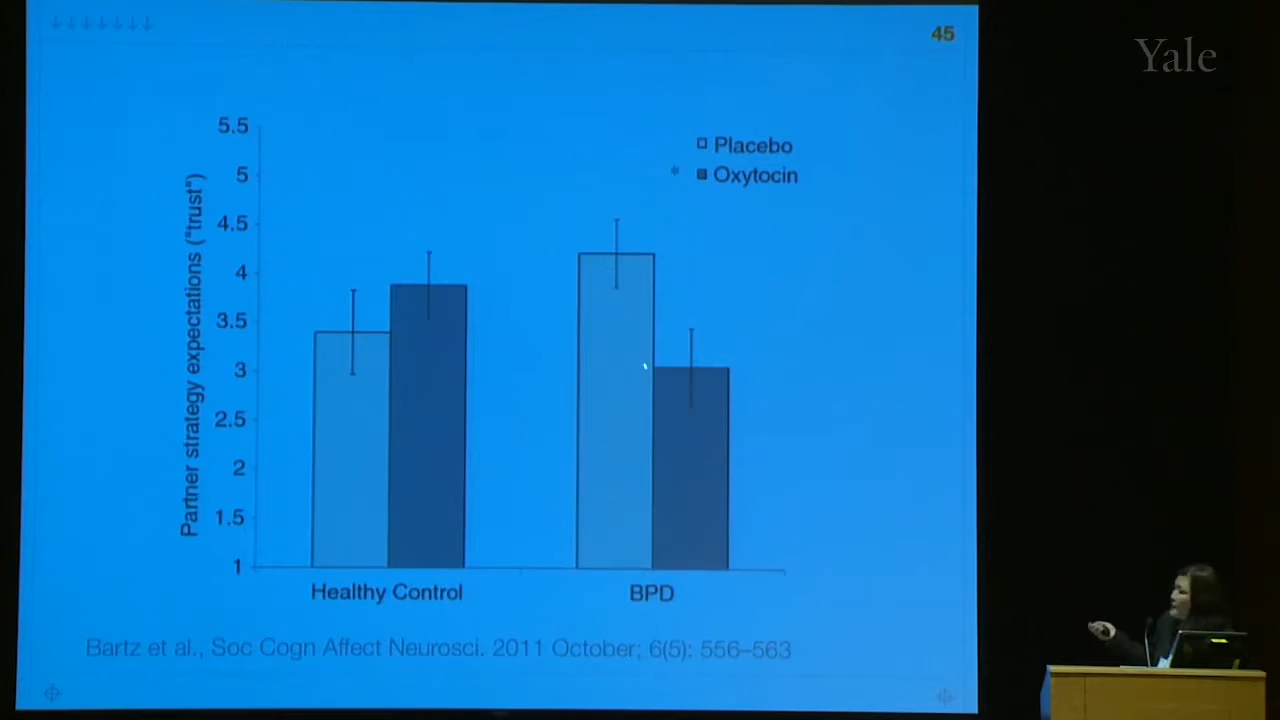 45
Yale
5.5
5
4.5
4
3.5
3
2.5
2
1.5
1
Partner strategy expectations ("trust")
□ Placebo
* ■ Oxytocin
Healthy Control
BPD
Bartz et al., Soc Cogn Affect Neurosci. 2011 October; 6(5): 556–563